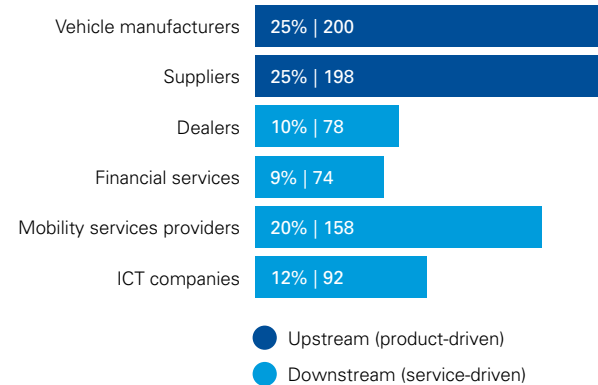 Vehicle manufacturers 25% | 200
Suppliers 25% | 198
Dealers 10% | 78
Financial services 9% | 74
Mobility services providers 20% | 158
ICT companies 12% | 92
Upstream (product-driven)
Downstream (service-driven)